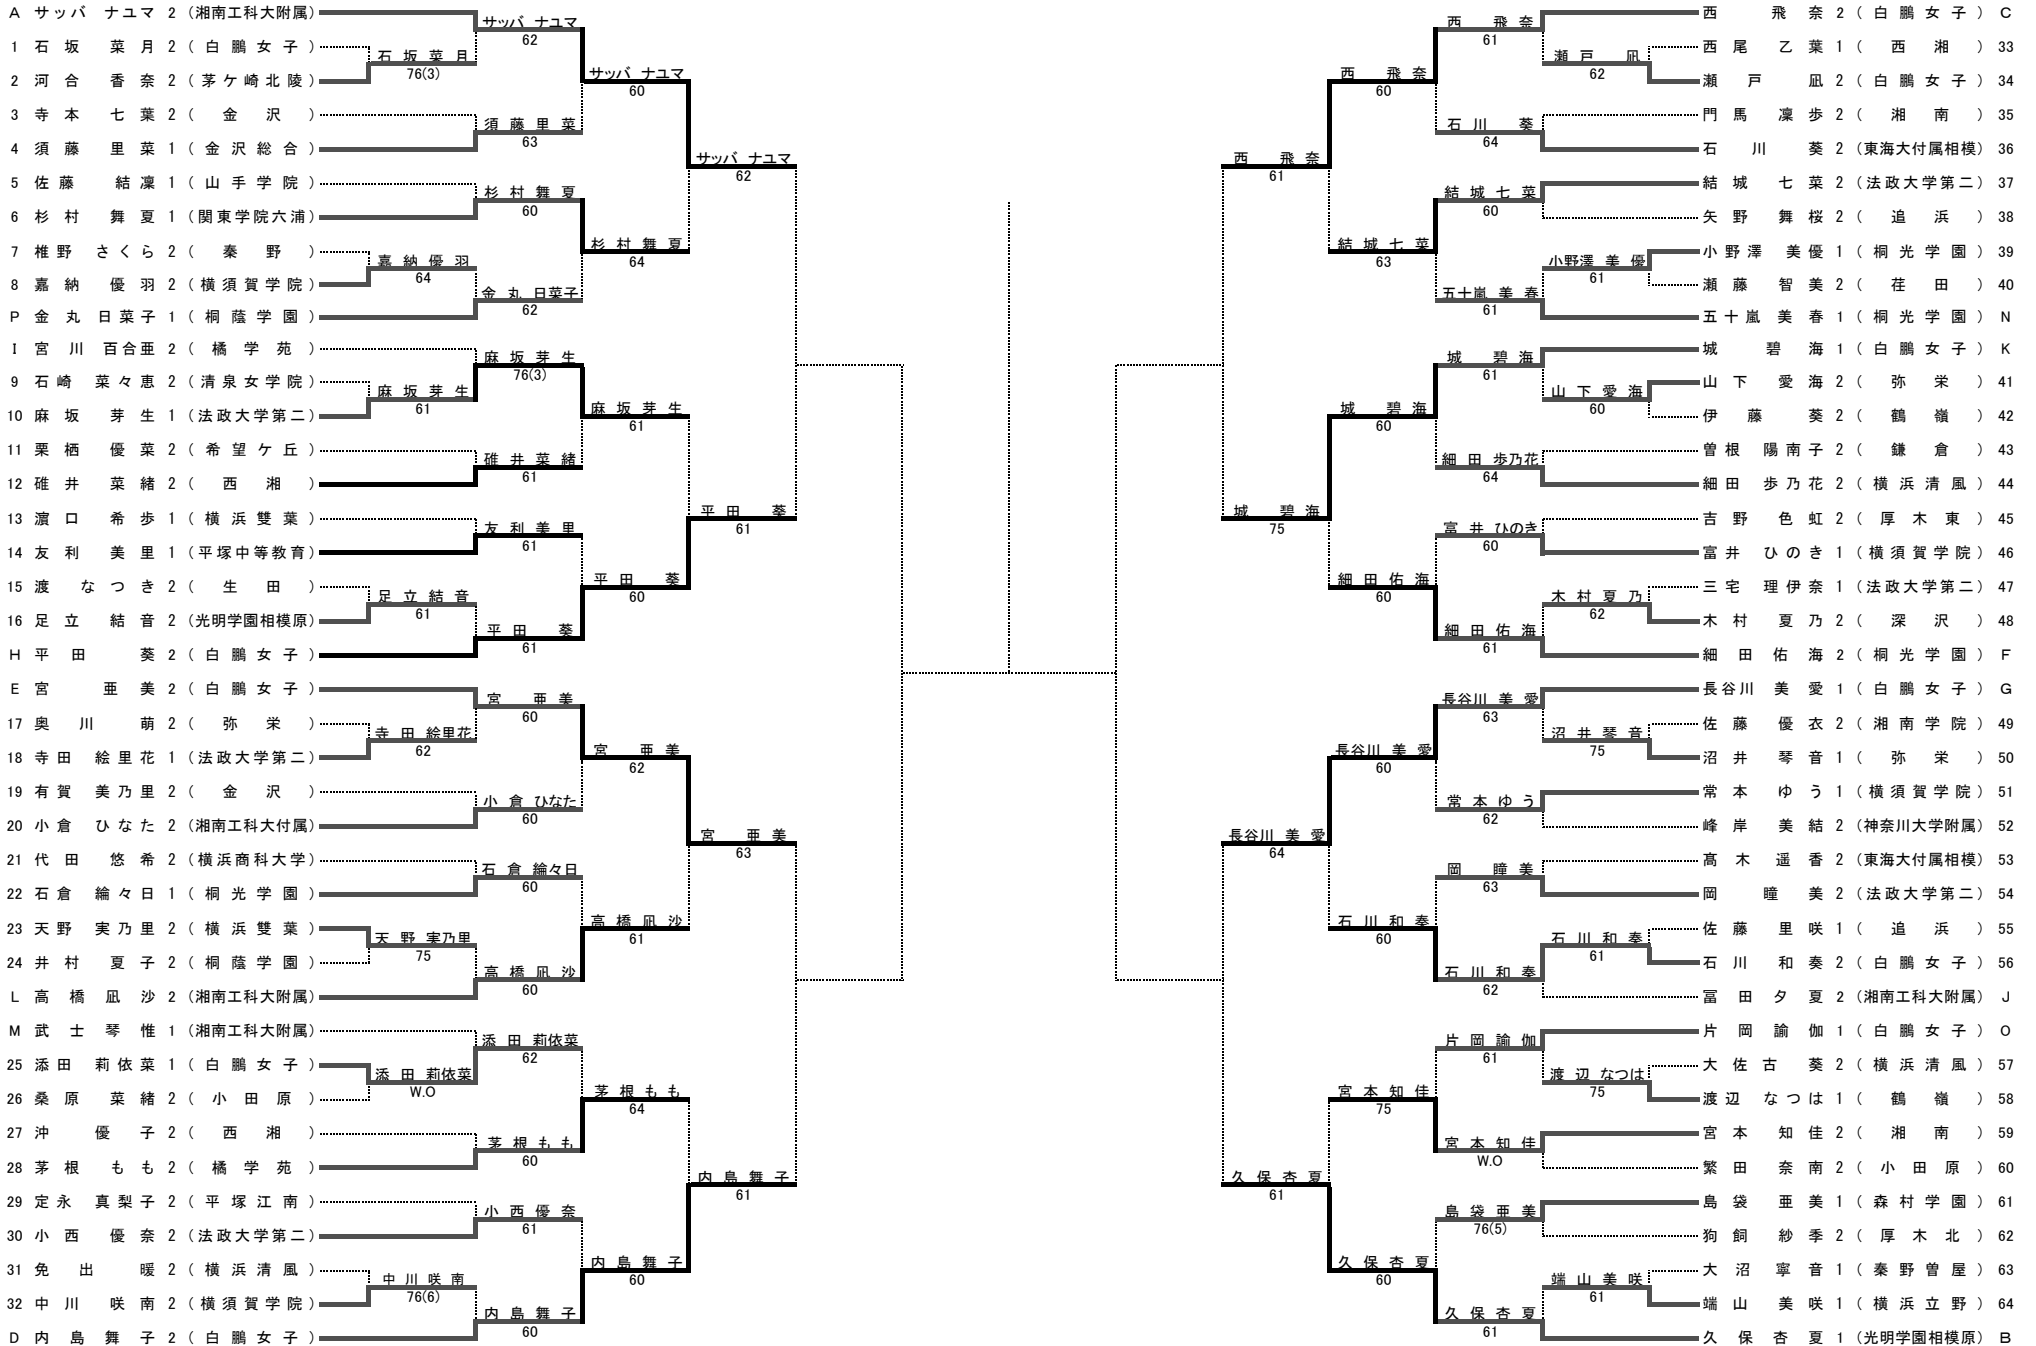 A サッバ ナユマ 2 (湘南工科大附属)
1 石坂 菜月 2 (白鵬女子)
2 河合 香奈 2 (茅ケ崎北陵)
3 寺本 七葉 2 (金沢)
4 須藤 里菜 1 (金沢総合)
5 佐藤 結凜 1 (山手学院)
6 杉村 舞夏 1 (関東学院六浦)
7 椎野 さくら 2 (秦野)
8 嘉納 優羽 2 (横須賀学院)
P 金丸 日菜子 1 (桐蔭学園)
I 宮川 百合亜 2 (橘学苑)
9 石崎 菜々恵 2 (清泉女学院)
10 麻坂 芽生 1 (法政大学第二)
11 栗栖 優菜 2 (希望ケ丘)
12 碓井 菜緒 2 (西湘)
13 濵口 希歩 1 (横浜雙葉)
14 友利 美里 1 (平塚中等教育)
15 渡 なつき 2 (生田)
16 足立 結音 2 (光明学園相模原)
H 平田 葵 2 (白鵬女子)
E 宮 亜美 2 (白鵬女子)
17 奥川 萌 2 (弥栄)
18 寺田 絵里花 1 (法政大学第二)
19 有賀 美乃里 2 (金沢)
20 小倉 ひなた 2 (湘南工科大付属)
21 代田 悠希 2 (横浜商科大学)
22 石倉 綸々日 1 (桐光学園)
23 天野 実乃里 2 (横浜雙葉)
24 井村 夏子 2 (桐蔭学園)
L 高橋 凪沙 2 (湘南工科大附属)
M 武士 琴惟 1 (湘南工科大附属)
25 添田 莉依菜 1 (白鵬女子)
26 桑原 菜緒 2 (小田原)
27 沖 優子 2 (西湘)
28 茅根 もも 2 (橘学苑)
29 定永 真梨子 2 (平塚江南)
30 小西 優奈 2 (法政大学第二)
31 免出 暖 2 (横浜清風)
32 中川 咲南 2 (横須賀学院)
D 内島 舞子 2 (白鵬女子)
石坂菜月
76(3)
嘉納優羽
64
麻坂芽生
61
足立結音
61
寺田絵里花
62
天野実乃里
75
添田莉依菜
W.O
中川咲南
76(6)
サッバ ナユマ
62
須藤里菜
63
杉村舞夏
60
金丸日菜子
62
麻坂芽生
76(3)
碓井菜緒
61
友利美里
61
平田 葵
61
宮 亜美
60
小倉ひなた
60
石倉綸々日
60
高橋凪沙
60
添田莉依菜
62
茅根もも
60
小西優奈
61
内島舞子
60
サッバ ナユマ
60
杉村舞夏
64
麻坂芽生
61
平田 葵
60
宮 亜美
62
高橋凪沙
61
茅根もも
64
内島舞子
60
サッバ ナユマ
62
平田 葵
61
宮 亜美
63
内島舞子
61
西 飛奈
61
城 碧海
75
長谷川美愛
64
久保杏夏
61
西 飛奈
60
結城七菜
63
城 碧海
60
細田佑海
60
長谷川美愛
60
石川和奏
60
宮本知佳
75
久保杏夏
60
西 飛奈
61
石川 葵
64
結城七菜
60
五十嵐美春
61
城 碧海
61
細田歩乃花
64
富井ひのき
60
細田佑海
61
長谷川美愛
63
常本ゆう
62
岡 瞳美
63
石川和奏
62
片岡諭伽
61
宮本知佳
W.O
島袋亜美
76(5)
久保杏夏
61
瀬戸 凪
62
小野澤美優
61
山下愛海
60
木村夏乃
62
沼井琴音
75
石川和奏
61
渡辺なつは
75
端山美咲
61
西 飛奈 2 (白鵬女子) C
西尾 乙葉 1 (西湘) 33
瀬戸 凪 2 (白鵬女子) 34
門馬 凜歩 2 (湘南) 35
石川 葵 2 (東海大付属相模) 36
結城 七菜 2 (法政大学第二) 37
矢野 舞桜 2 (追浜) 38
小野澤 美優 1 (桐光学園) 39
瀬藤 智美 2 (荏田) 40
五十嵐 美春 1 (桐光学園) N
城 碧海 1 (白鵬女子) K
山下 愛海 2 (弥栄) 41
伊藤 葵 2 (鶴嶺) 42
曽根 陽南子 2 (鎌倉) 43
細田 歩乃花 2 (横浜清風) 44
吉野 色虹 2 (厚木東) 45
富井 ひのき 1 (横須賀学院) 46
三宅 理伊奈 1 (法政大学第二) 47
木村 夏乃 2 (深沢) 48
細田 佑海 2 (桐光学園) F
長谷川 美愛 1 (白鵬女子) G
佐藤 優衣 2 (湘南学院) 49
沼井 琴音 1 (弥栄) 50
常本 ゆう 1 (横須賀学院) 51
峰岸 美結 2 (神奈川大学附属) 52
髙木 遥香 2 (東海大付属相模) 53
岡 瞳美 2 (法政大学第二) 54
佐藤 里咲 1 (追浜) 55
石川 和奏 2 (白鵬女子) 56
冨田 夕夏 2 (湘南工科大附属) J
片岡 諭伽 1 (白鵬女子) O
大佐古 葵 2 (横浜清風) 57
渡辺 なつは 1 (鶴嶺) 58
宮本 知佳 2 (湘南) 59
繁田 奈南 2 (小田原) 60
島袋 亜美 1 (森村学園) 61
狗飼 紗季 2 (厚木北) 62
大沼 寧音 1 (秦野曽屋) 63
端山 美咲 1 (横浜立野) 64
久保 杏夏 1 (光明学園相模原) B